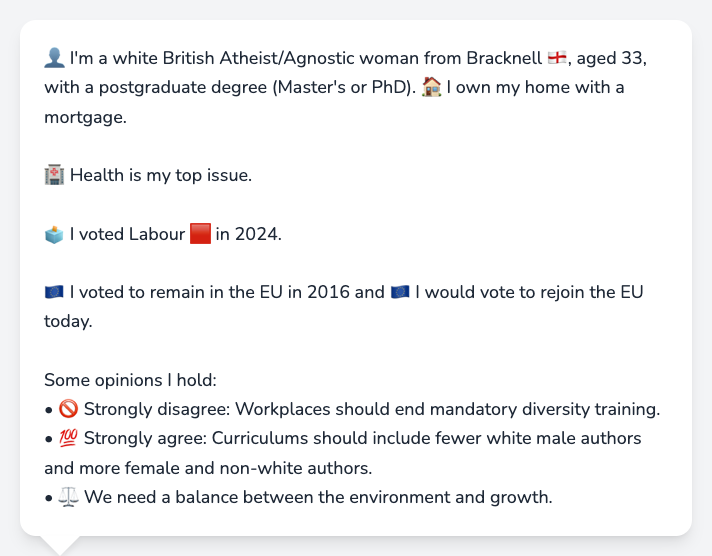 👤 I'm a white British Atheist/Agnostic woman from Bracknell 🏴󠁧󠁢󠁥󠁮󠁧󠁿, aged 33,
with a postgraduate degree (Master's or PhD). 🏠 I own my home with a
mortgage.
🏥 Health is my top issue.
🗳️ I voted Labour 🟥 in 2024.
🇪🇺 I voted to remain in the EU in 2016 and 🇪🇺 I would vote to rejoin the EU
today.
Some opinions I hold:
• 🚫 Strongly disagree: Workplaces should end mandatory diversity training.
• 💯 Strongly agree: Curriculums should include fewer white male authors
and more female and non-white authors.
• ⚖️ We need a balance between the environment and growth.